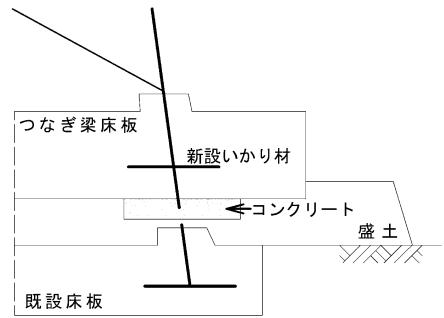 つなぎ梁床板
新設いかり材
コンクリート
盛土
既設床板